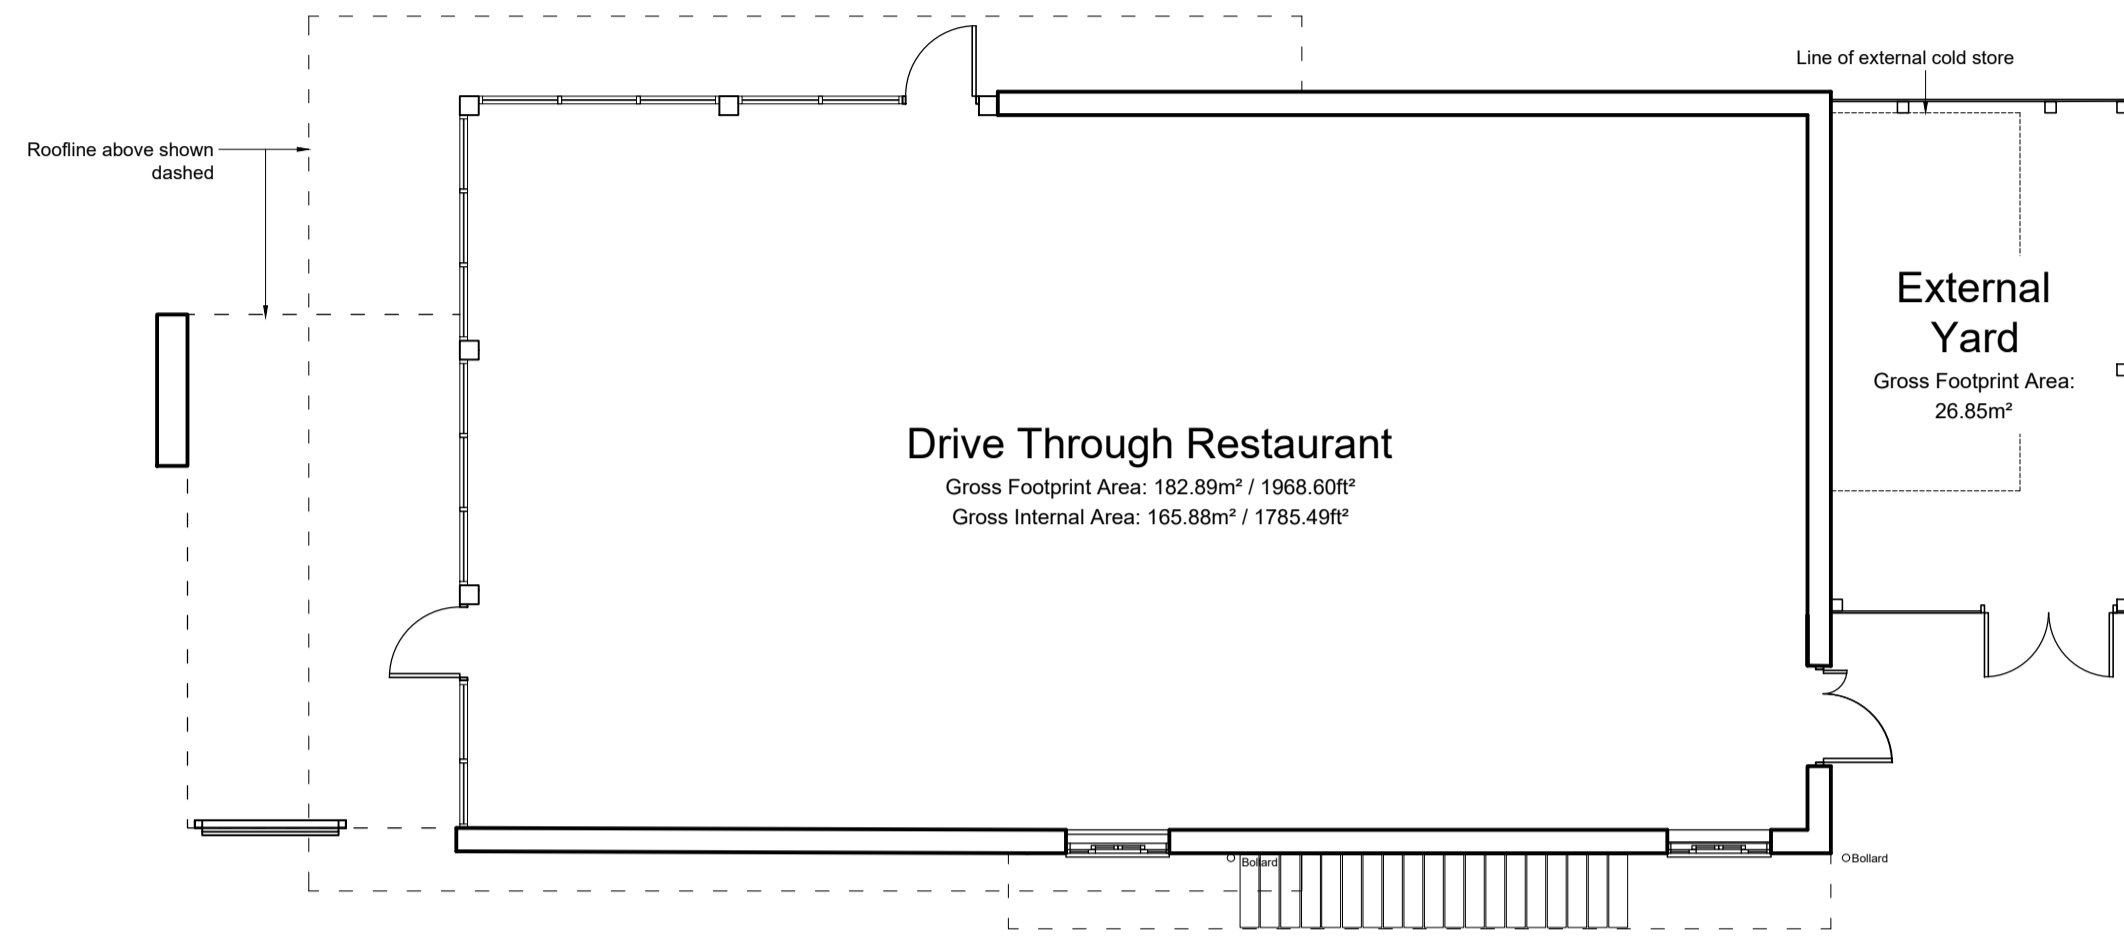 Line of external cold store
Roofline above shown
dashed
External
Yard
Gross Footprint Area:
26.85m²
Drive Through Restaurant
Gross Footprint Area: 182.89m² / 1968.60ft²
Gross Internal Area: 165.88m² / 1785.49ft²
Bollard
Bollard